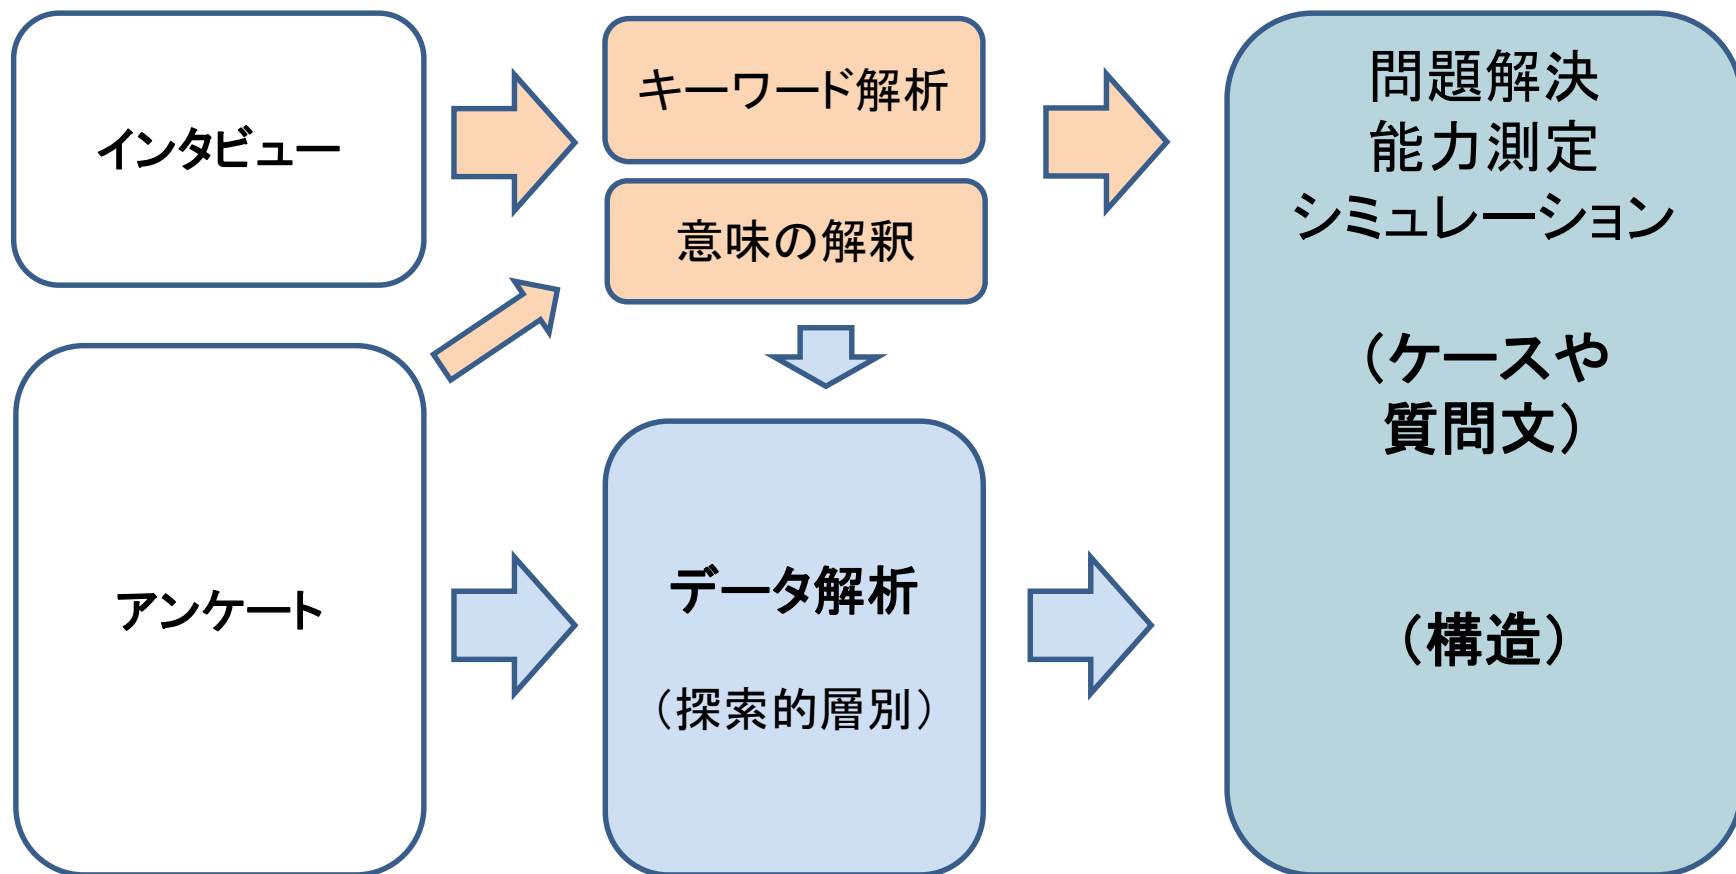 インタビュー
キーワード解析
意味の解釈
アンケート
データ解析
（探索的層別）
問題解決
能力測定
シミュレーション
（ケースや
質問文）
（構造）